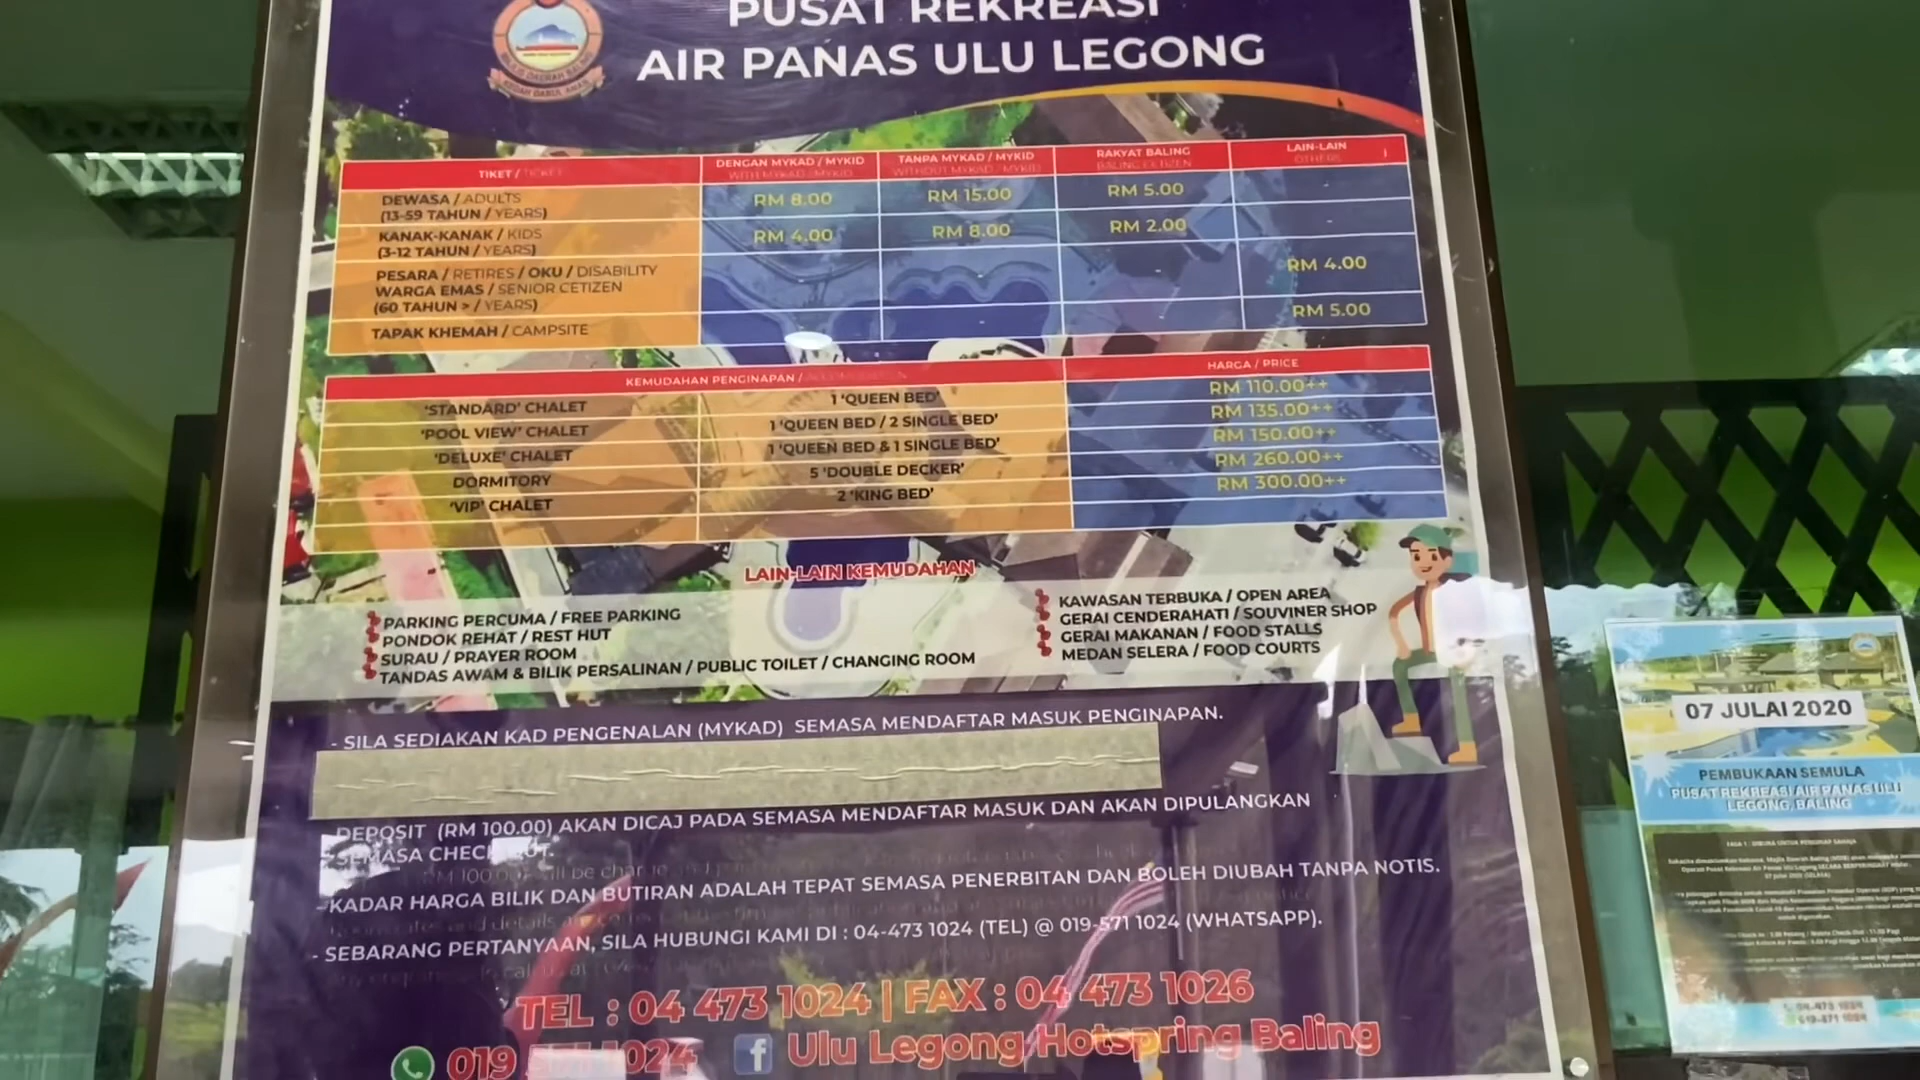 PUSAT REKREASI
AIR PANAS ULU LEGONG
TIKET /
DENGAN MYKAD / MYKID
WITH MYKAD / MYKID
TANPA MYKAD / MYKID
WITHOUT MYKAD / MYKID
RAKYAT BALING
BALING CITIZEN
LAIN-LAIN
OTHERS
DEWASA / ADULTS
(13-59 TAHUN / YEARS)
RM 8.00
RM 15.00
RM 5.00
-
KANAK-KANAK / KIDS
(3-12 TAHUN / YEARS)
RM 4.00
RM 8.00
RM 2.00
-
PESARA / RETIRES / OKU / DISABILITY
WARGA EMAS / SENIOR CETIZEN
(60 TAHUN > / YEARS)
-
-
-
RM 4.00
TAPAK KHEMAH / CAMPSITE
-
-
-
RM 5.00
KEMUDAHAN PENGINAPAN /
HARGA / PRICE
'STANDARD' CHALET
1 'QUEEN BED'
RM 110.00++
'POOL VIEW' CHALET
1 'QUEEN BED / 2 SINGLE BED'
RM 135.00++
'DELUXE' CHALET
1 'QUEEN BED & 1 SINGLE BED'
RM 150.00++
DORMITORY
5 'DOUBLE DECKER'
RM 260.00++
'VIP' CHALET
2 'KING BED'
RM 300.00++
LAIN-LAIN KEMUDAHAN
PARKING PERCUMA / FREE PARKING
PONDOK REHAT / REST HUT
SURAU / PRAYER ROOM
TANDAS AWAM & BILIK PERSALINAN / PUBLIC TOILET / CHANGING ROOM
KAWASAN TERBUKA / OPEN AREA
GERAI CENDERAHATI / SOUVINER SHOP
GERAI MAKANAN / FOOD STALLS
MEDAN SELERA / FOOD COURTS
- SILA SEDIAKAN KAD PENGENALAN (MYKAD) SEMASA MENDAFTAR MASUK PENGINAPAN.
- DEPOSIT (RM 100.00) AKAN DICAJ PADA SEMASA MENDAFTAR MASUK DAN AKAN DIPULANGKAN
SEMASA CHECK OUT.
- KADAR HARGA BILIK DAN BUTIRAN ADALAH TEPAT SEMASA PENERBITAN DAN BOLEH DIUBAH TANPA NOTIS.
- SEBARANG PERTANYAAN, SILA HUBUNGI KAMI DI : 04-473 1024 (TEL) @ 019-571 1024 (WHATSAPP).
TEL : 04 473 1024 | FAX : 04 473 1026
019 571 1024
Ulu Legong Hotspring Baling
07 JULAI 2020
PEMBUKAAN SEMULA
PUSAT REKREASI AIR PANAS ULU
LEGONG, BALING
04-473 1024
019-571 1024